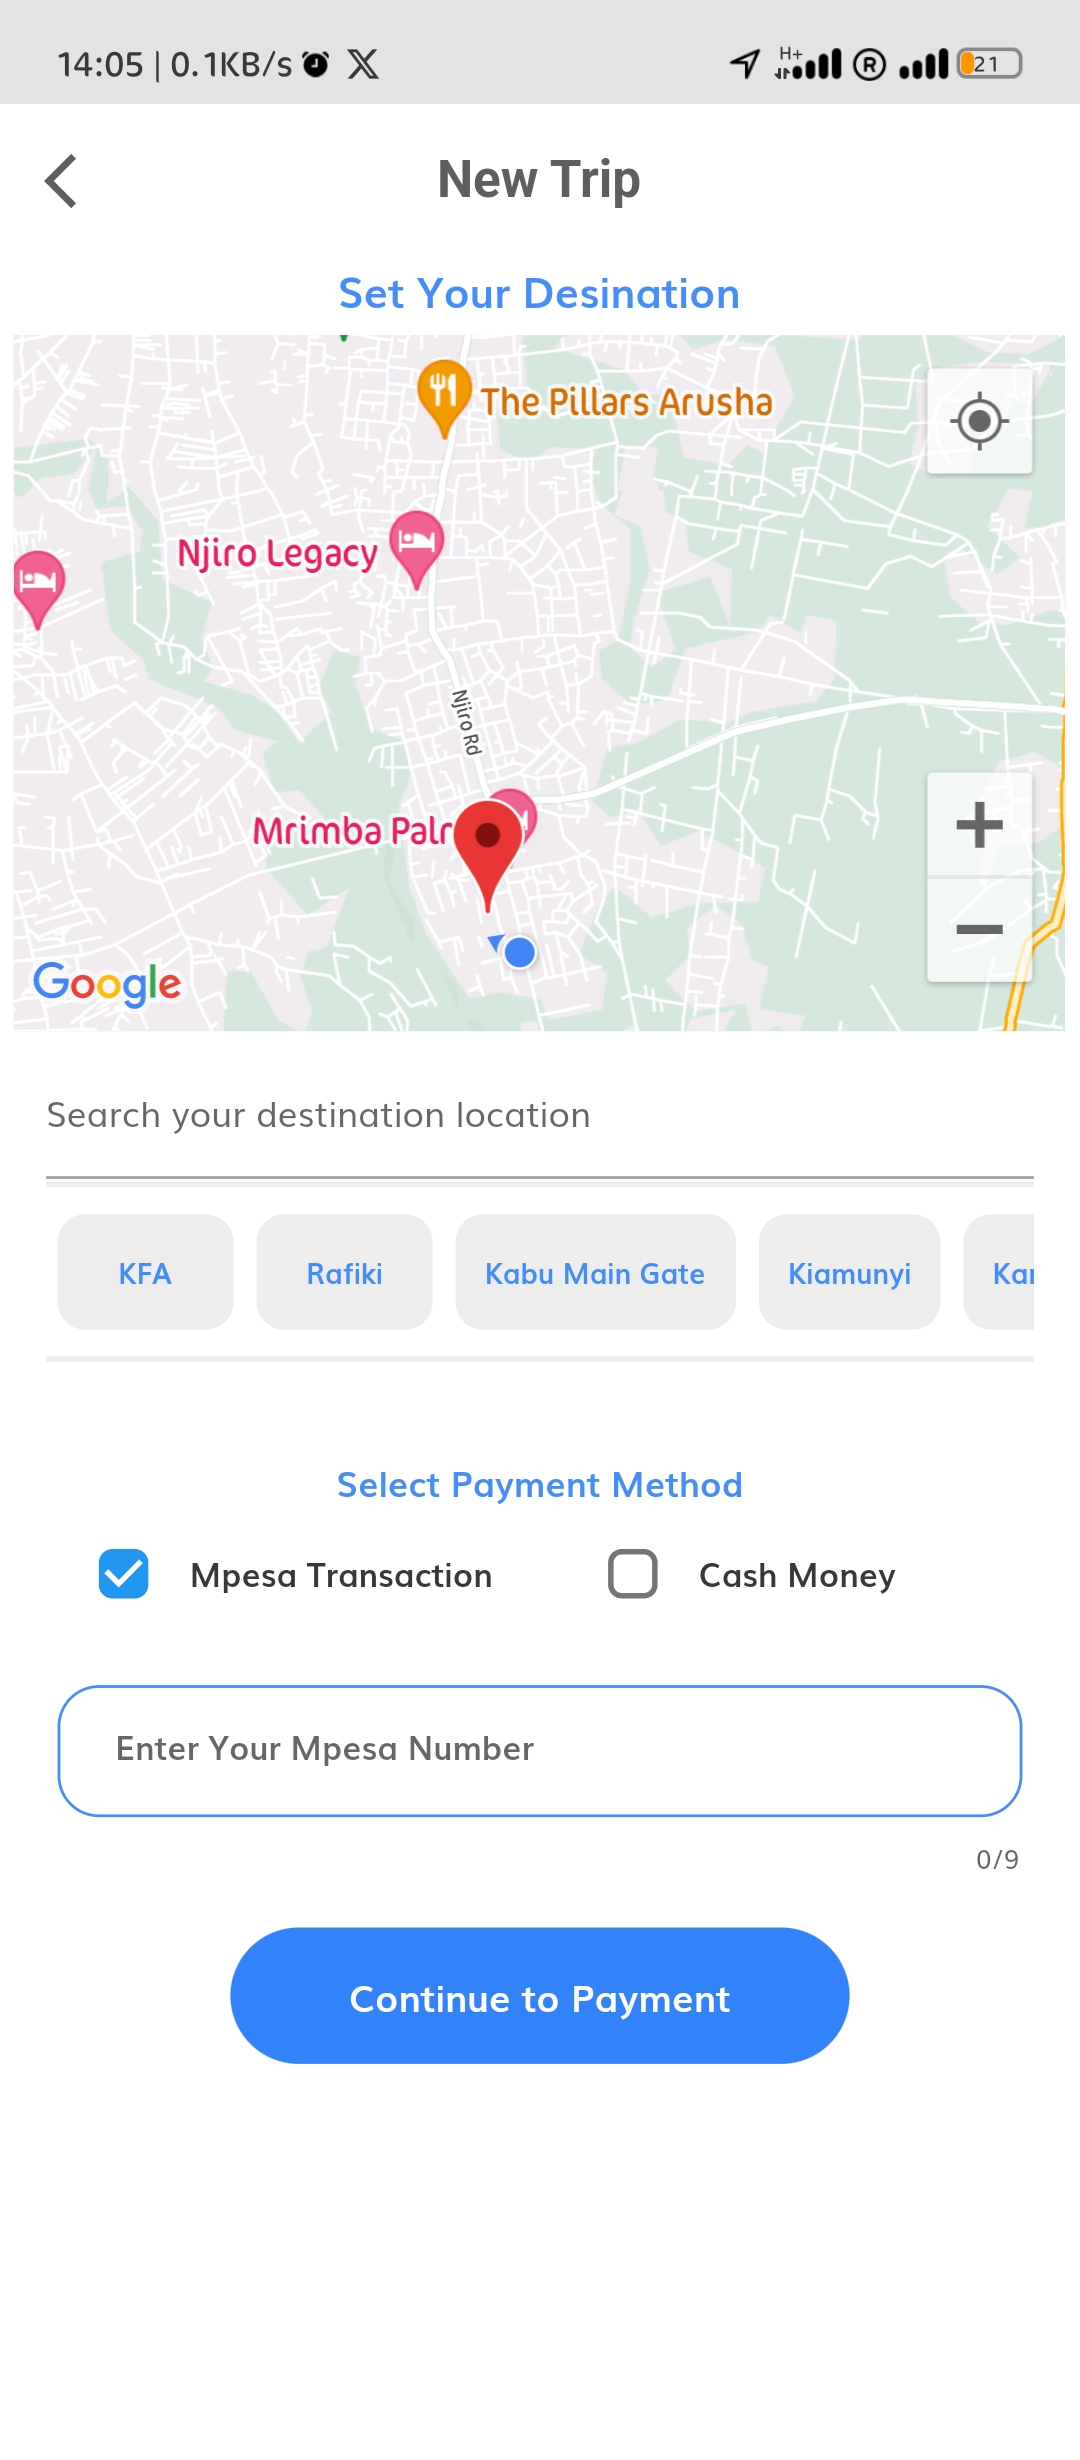 14:05 | 0.1KB/s
H+
R
21
New Trip
Set Your Desination
The Pillars Arusha
Njiro Legacy
Njiro Rd
Mrimba Palr
Google
Search your destination location
KFA
Rafiki
Kabu Main Gate
Kiamunyi
Kar
Select Payment Method
Mpesa Transaction
Cash Money
Enter Your Mpesa Number
0/9
Continue to Payment